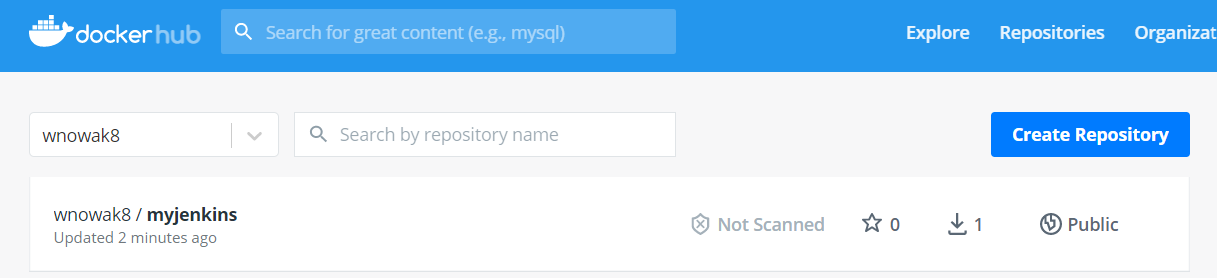 dockerhub Search for great content (e.g., mysql) Explore Repositories Organizat
wnowak8 Search by repository name Create Repository
wnowak8 / myjenkins
Updated 2 minutes ago
Not Scanned 0 1 Public